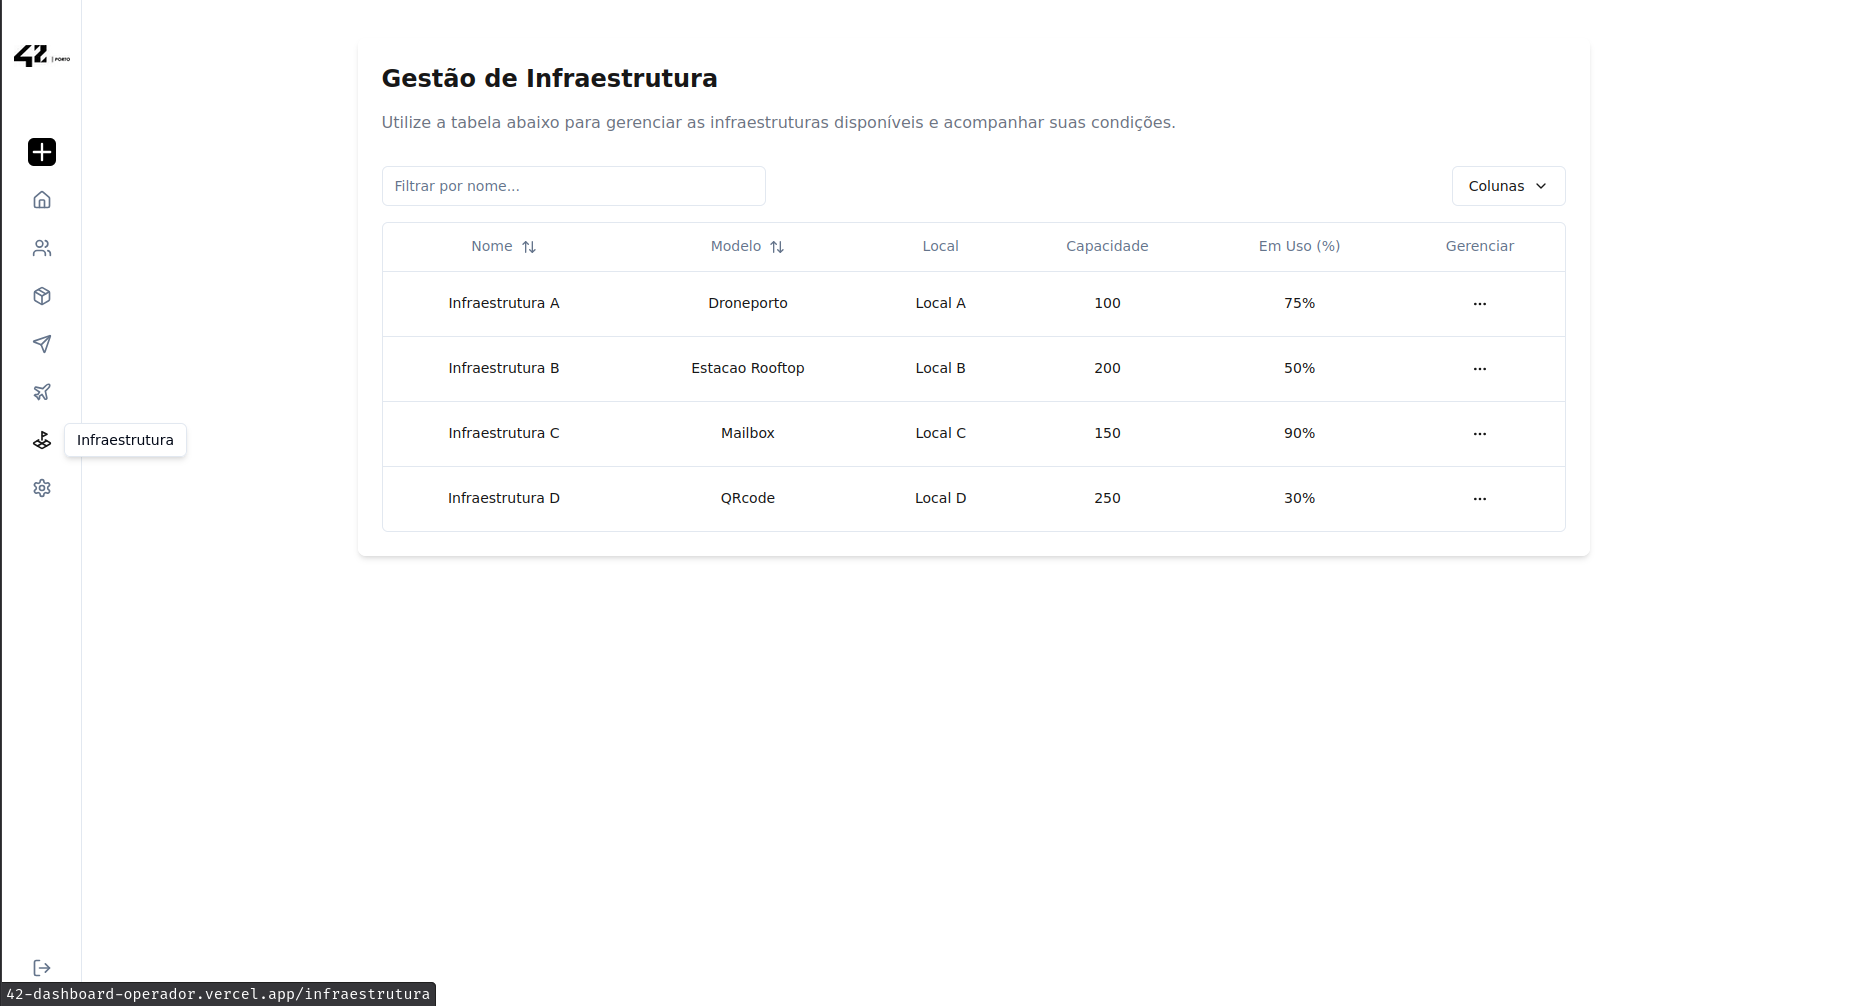 42 PORTO
Gestão de Infraestrutura
Utilize a tabela abaixo para gerenciar as infraestruturas disponíveis e acompanhar suas condições.
Filtrar por nome...
Colunas
Nome Modelo Local Capacidade Em Uso (%) Gerenciar
Infraestrutura A Droneporto Local A 100 75% ...
Infraestrutura B Estacao Rooftop Local B 200 50% ...
Infraestrutura C Mailbox Local C 150 90% ...
Infraestrutura D QRcode Local D 250 30% ...
Infraestrutura
42-dashboard-operador.vercel.app/infraestrutura